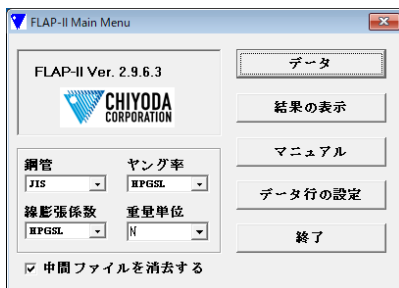 FLAP-II Main Menu
FLAP-II Ver. 2.9.6.3
CHIYODA
CORPORATION
鋼管
ヤング率
JIS
HPGSL
線膨張係数
重量単位
HPGSL
N
中間ファイルを消去する
データ
結果の表示
マニュアル
データ行の設定
終了